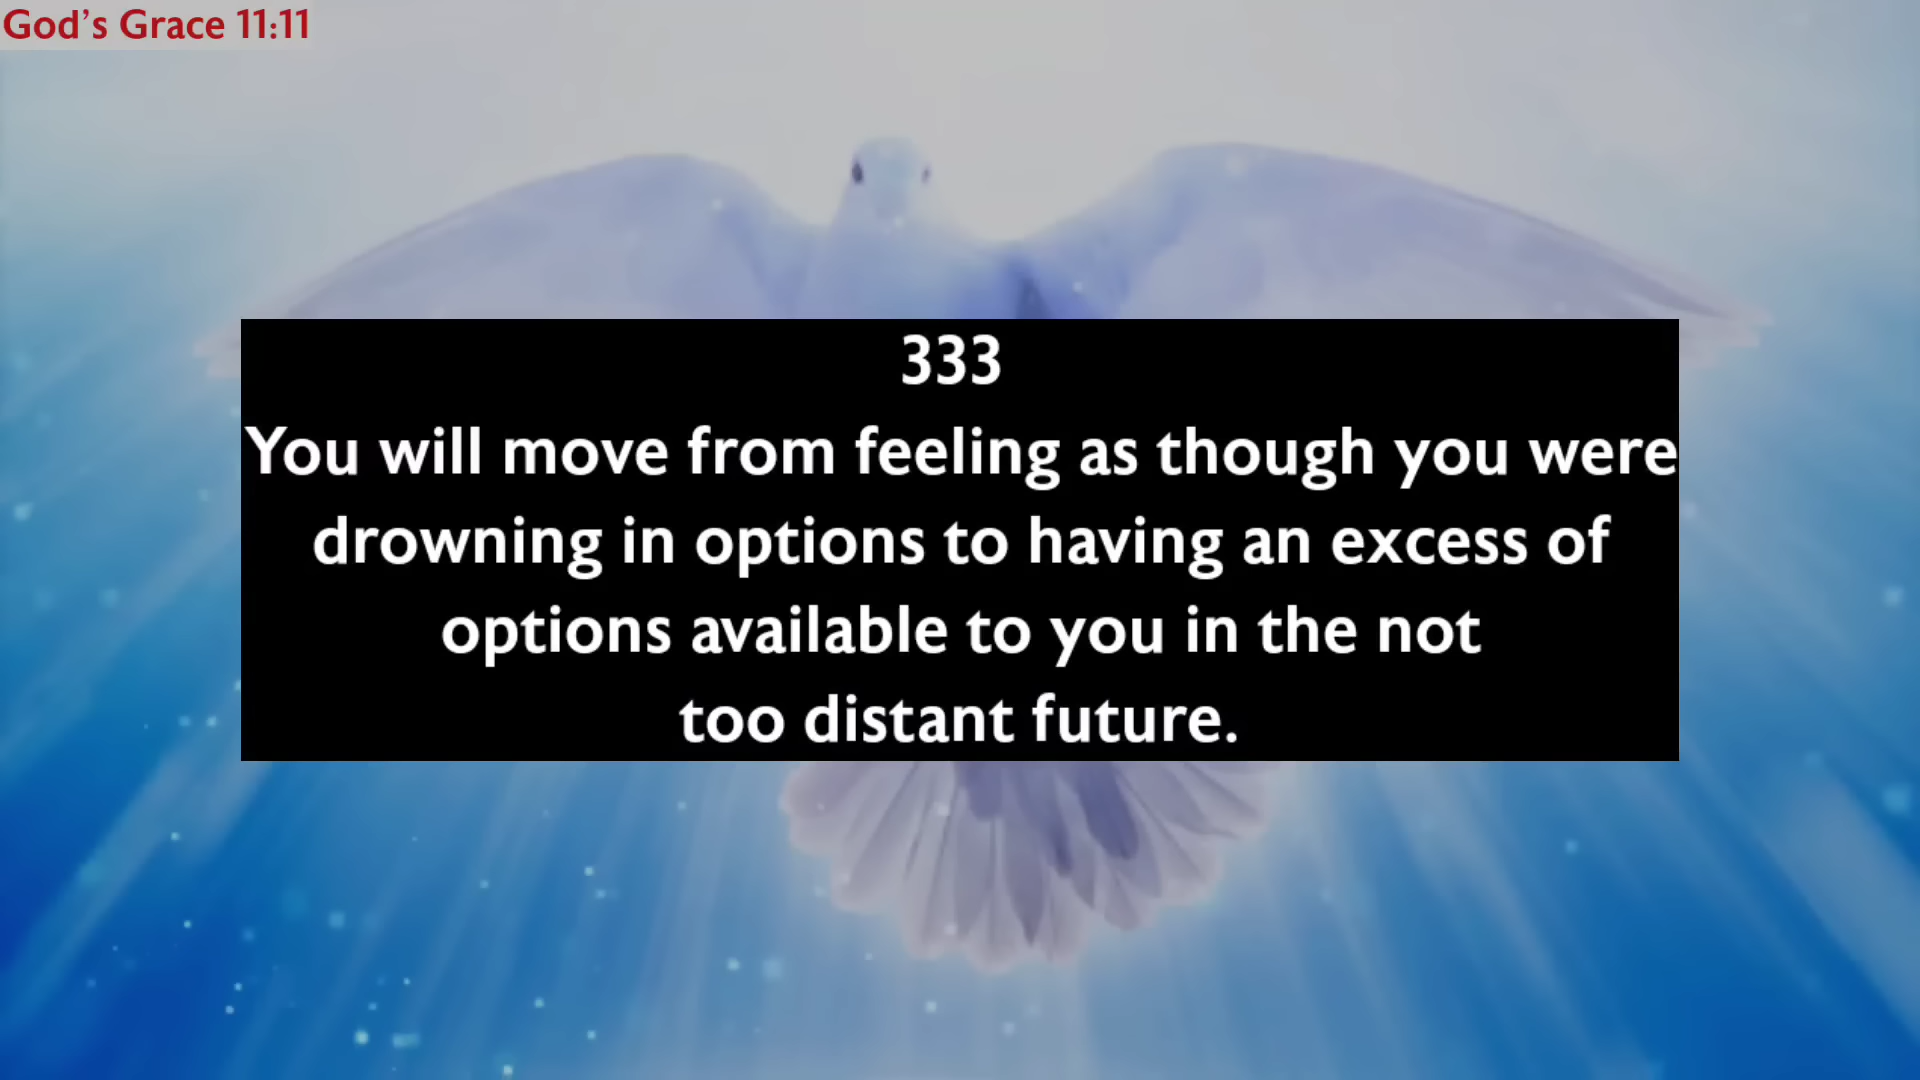 God's Grace 11:11
333
You will move from feeling as though you were
drowning in options to having an excess of
options available to you in the not
too distant future.